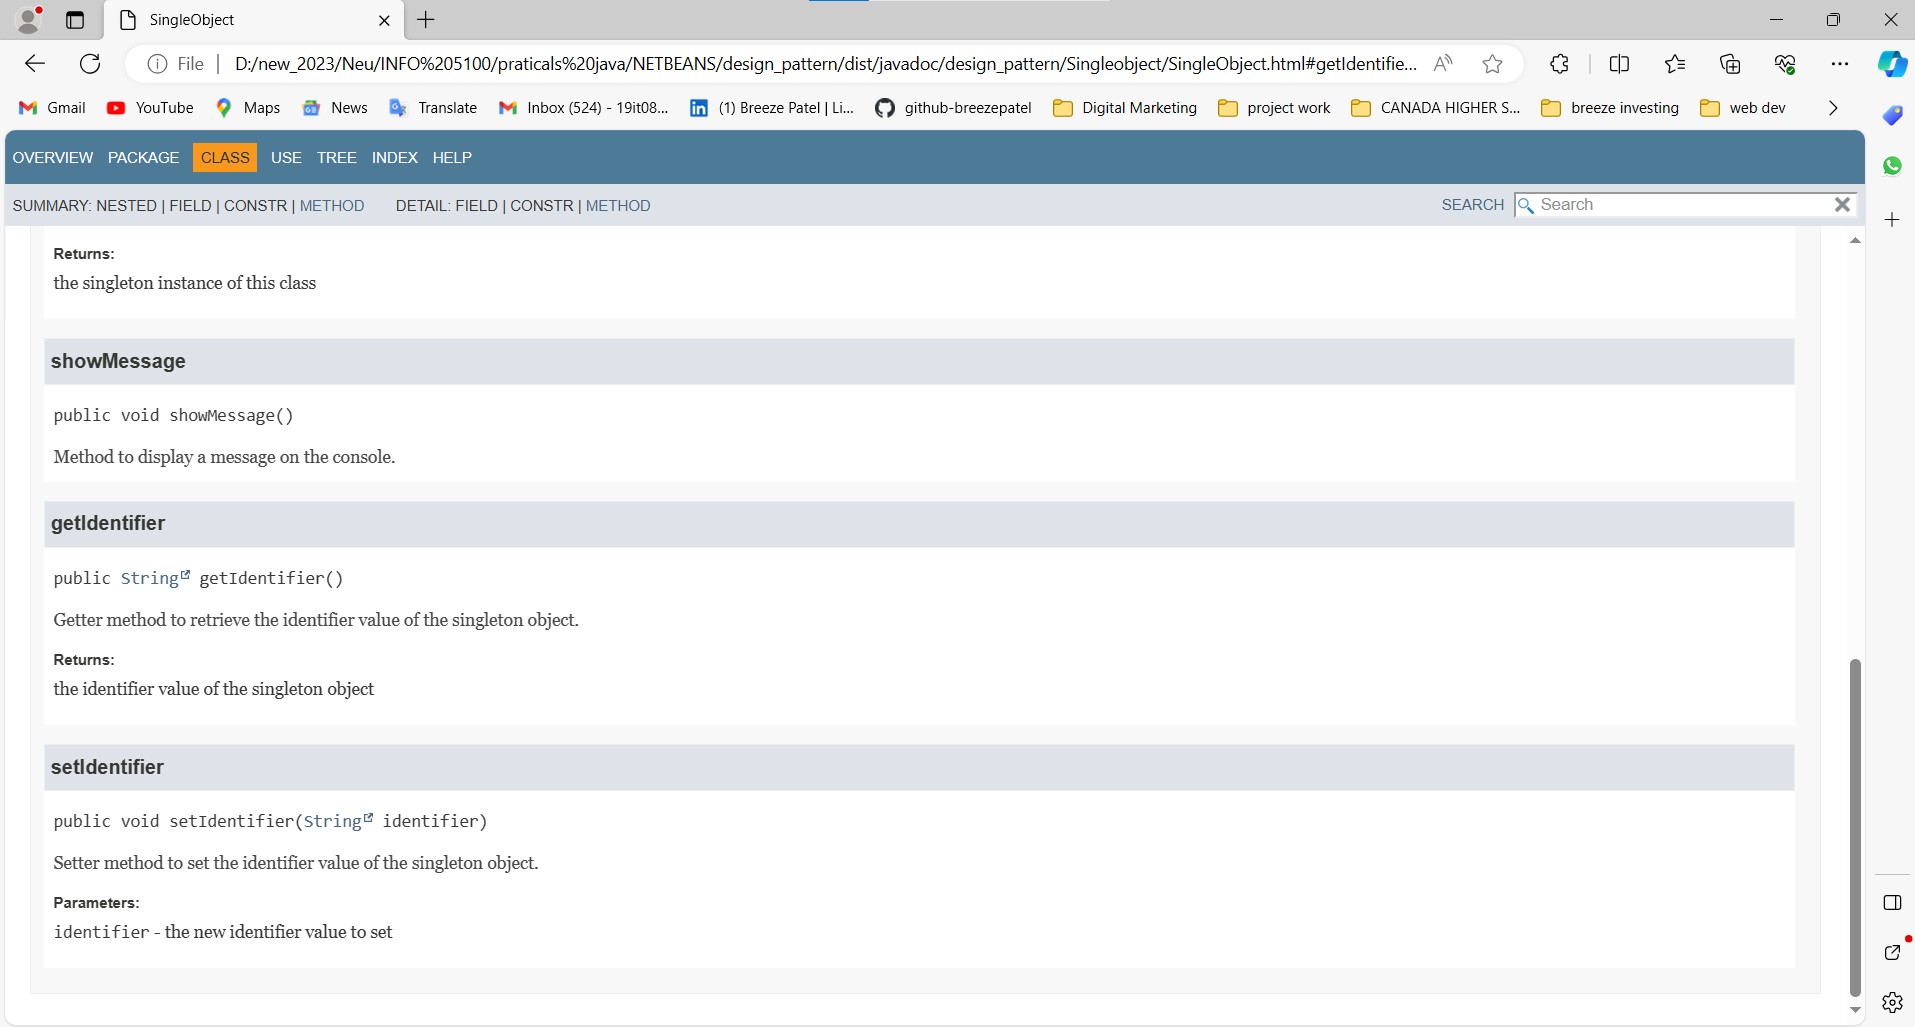 SingleObject
File
D:/new_2023/Neu/INFO%205100/praticals%20java/NETBEANS/design_pattern/dist/javadoc/design_pattern/Singleobject/SingleObject.html#getIdentifie...
Gmail YouTube Maps News Translate Inbox (524) - 19it08... (1) Breeze Patel | Li... github-breezepatel Digital Marketing project work CANADA HIGHER S... breeze investing web dev
OVERVIEW PACKAGE CLASS USE TREE INDEX HELP
SUMMARY: NESTED | FIELD | CONSTR | METHOD DETAIL: FIELD | CONSTR | METHOD SEARCH Search
Returns:
the singleton instance of this class
showMessage
public void showMessage()
Method to display a message on the console.
getIdentifier
public String getIdentifier()
Getter method to retrieve the identifier value of the singleton object.
Returns:
the identifier value of the singleton object
setIdentifier
public void setIdentifier(String identifier)
Setter method to set the identifier value of the singleton object.
Parameters:
identifier - the new identifier value to set